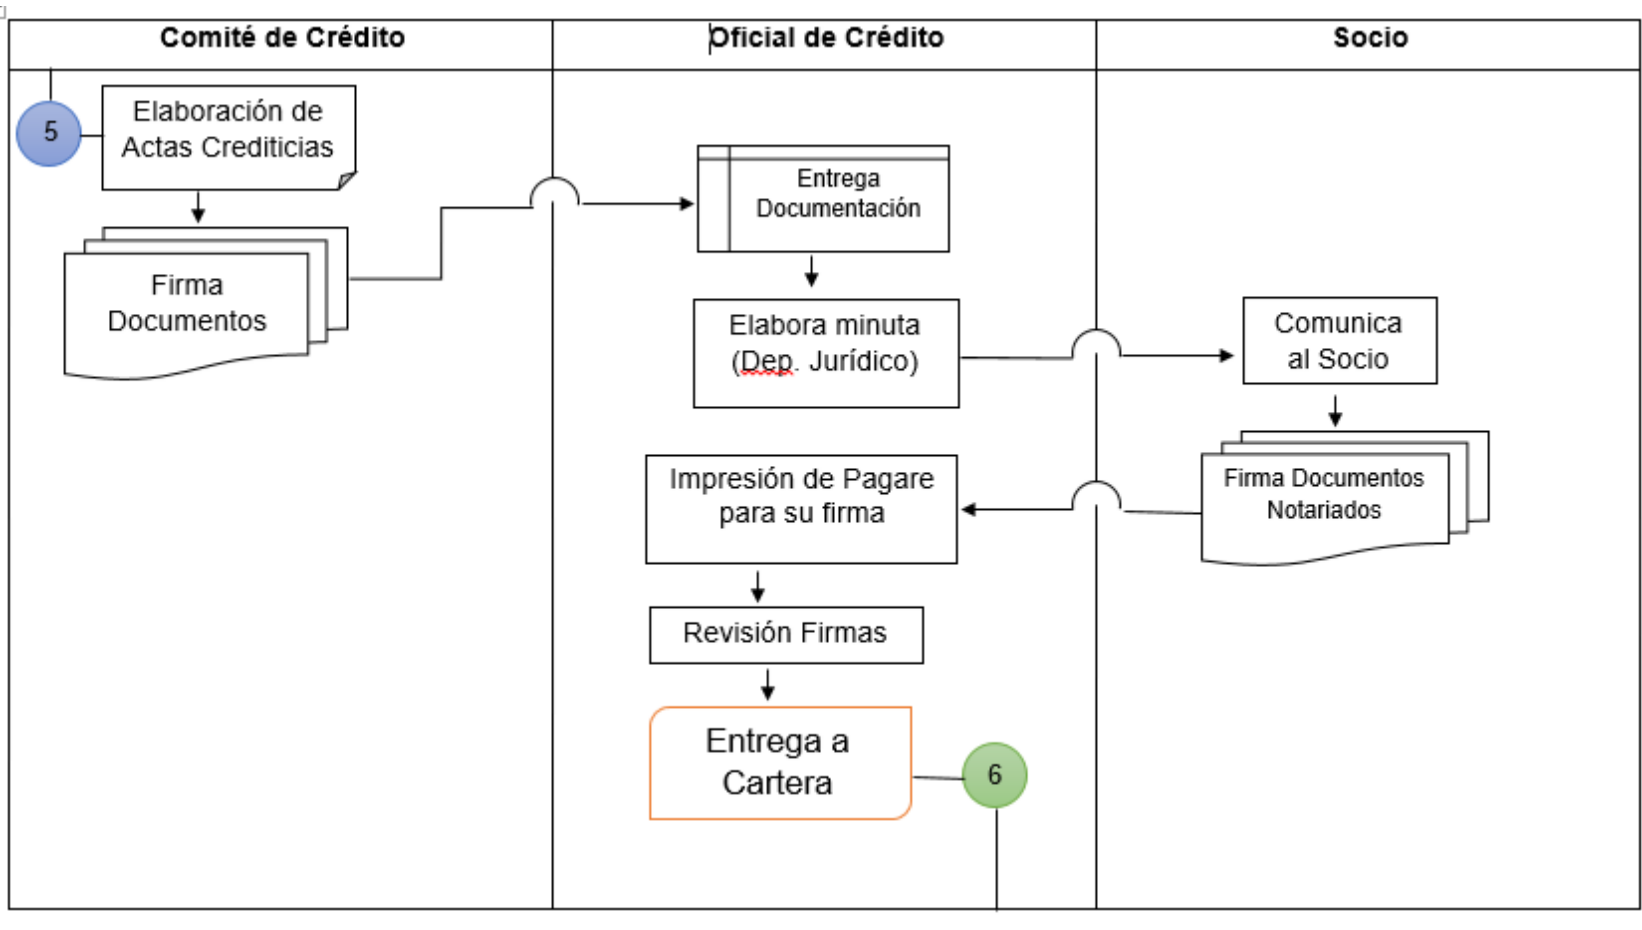 Comité de Crédito
Oficial de Crédito
Socio
5
Elaboración de
Actas Crediticias
Firma
Documentos
Entrega
Documentación
Elabora minuta
(Dep. Jurídico)
Comunica
al Socio
Firma Documentos
Notariados
Impresión de Pagare
para su firma
Revisión Firmas
Entrega a
Cartera
6